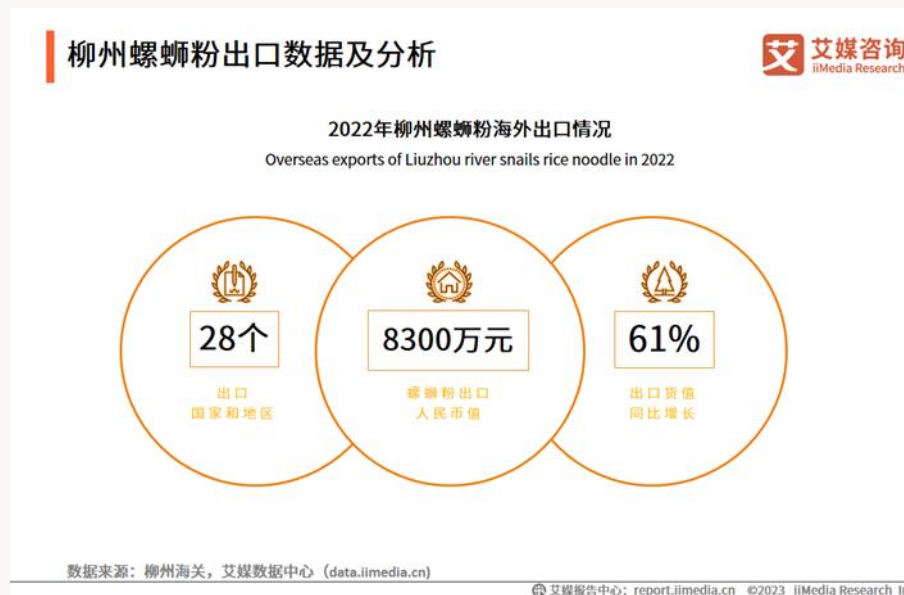 柳州螺蛳粉出口数据及分析
艾媒咨询
iiMedia Research
2022年柳州螺蛳粉海外出口情况
Overseas exports of Liuzhou river snails rice noodle in 2022
28个
出口
国家和地区
8300万元
螺蛳粉出口
人民币值
61%
出口货值
同比增长
数据来源：柳州海关，艾媒数据中心（data.iimedia.cn)
艾媒报告中心：report.iimedia.cn ©2023 iiMedia Research In